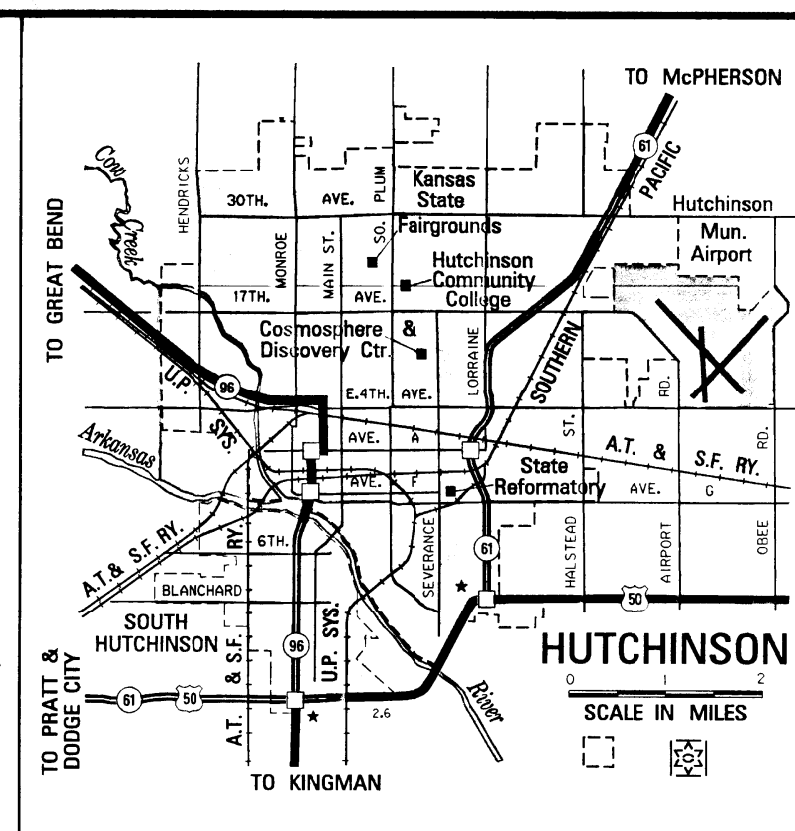 TO McPHERSON
61
PACIFIC
Cow
Creek
HENDRICKS
30TH. AVE.
PLUM
SO.
Kansas
State
Fairgrounds
Hutchinson
Mun.
Airport
TO GREAT BEND
MONROE
MAIN ST.
Hutchinson
Community
College
17TH. AVE.
Cosmosphere &
Discovery Ctr.
LORRAINE
SOUTHERN
96
U.P. SYS.
E.4TH AVE.
RD.
Arkansas
AVE. A
ST.
A.T. & S.F. RY.
RD.
State
Reformatory
AVE. F
AVE. G
A.T.& S.F. RY.
RY.
6TH.
SEVERANCE
61
HALSTEAD
AIRPORT
OBEE
BLANCHARD
50
SOUTH
HUTCHINSON
96
U.P. SYS.
HUTCHINSON
TO PRATT &
DODGE CITY
61
50
A.T. & S.F.
2.6
River
0 1 2
SCALE IN MILES
TO KINGMAN